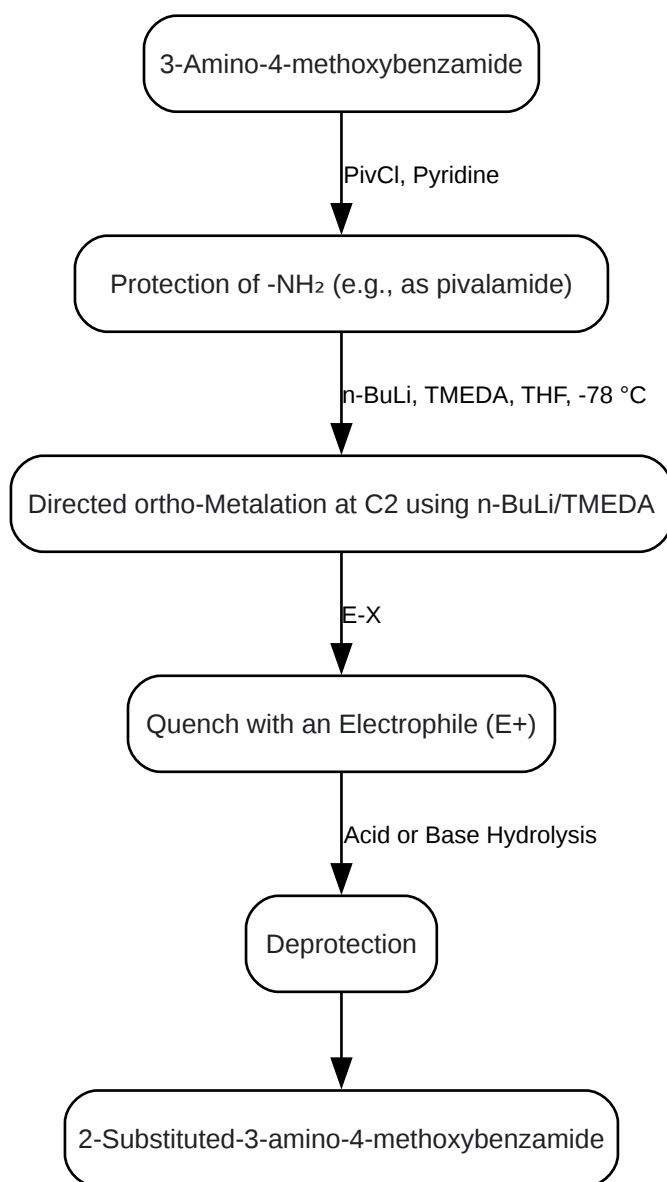 3-Amino-4-methoxybenzamide
PivCl, Pyridine
Protection of -NH₂ (e.g., as pivalamide)
n-BuLi, TMEDA, THF, -78 °C
Directed ortho-Metalation at C2 using n-BuLi/TMEDA
E-X
Quench with an Electrophile (E+)
Acid or Base Hydrolysis
Deprotection
2-Substituted-3-amino-4-methoxybenzamide